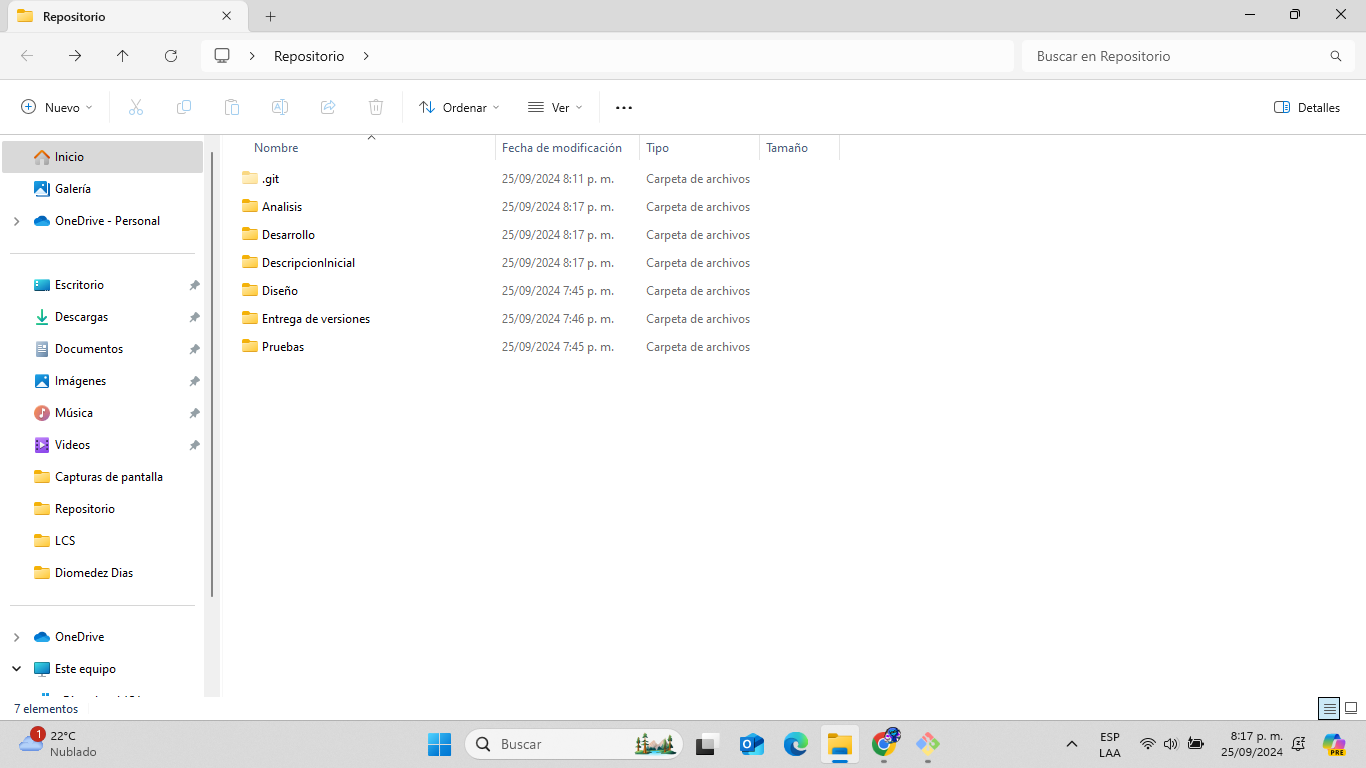 Repositorio
Repositorio
Buscar en Repositorio
Nuevo
Ordenar
Ver
Detalles
Inicio
Galería
OneDrive - Personal
Escritorio
Descargas
Documentos
Imágenes
Música
Videos
Capturas de pantalla
Repositorio
LCS
Diomedez Dias
OneDrive
Este equipo
Nombre Fecha de modificación Tipo Tamaño
.git 25/09/2024 8:11 p. m. Carpeta de archivos
Analisis 25/09/2024 8:17 p. m. Carpeta de archivos
Desarrollo 25/09/2024 8:17 p. m. Carpeta de archivos
DescripcionInicial 25/09/2024 8:17 p. m. Carpeta de archivos
Diseño 25/09/2024 7:45 p. m. Carpeta de archivos
Entrega de versiones 25/09/2024 7:46 p. m. Carpeta de archivos
Pruebas 25/09/2024 7:45 p. m. Carpeta de archivos
7 elementos
1
22°C
Nublado
Buscar
ESP
LAA
8:17 p. m.
25/09/2024
PRE